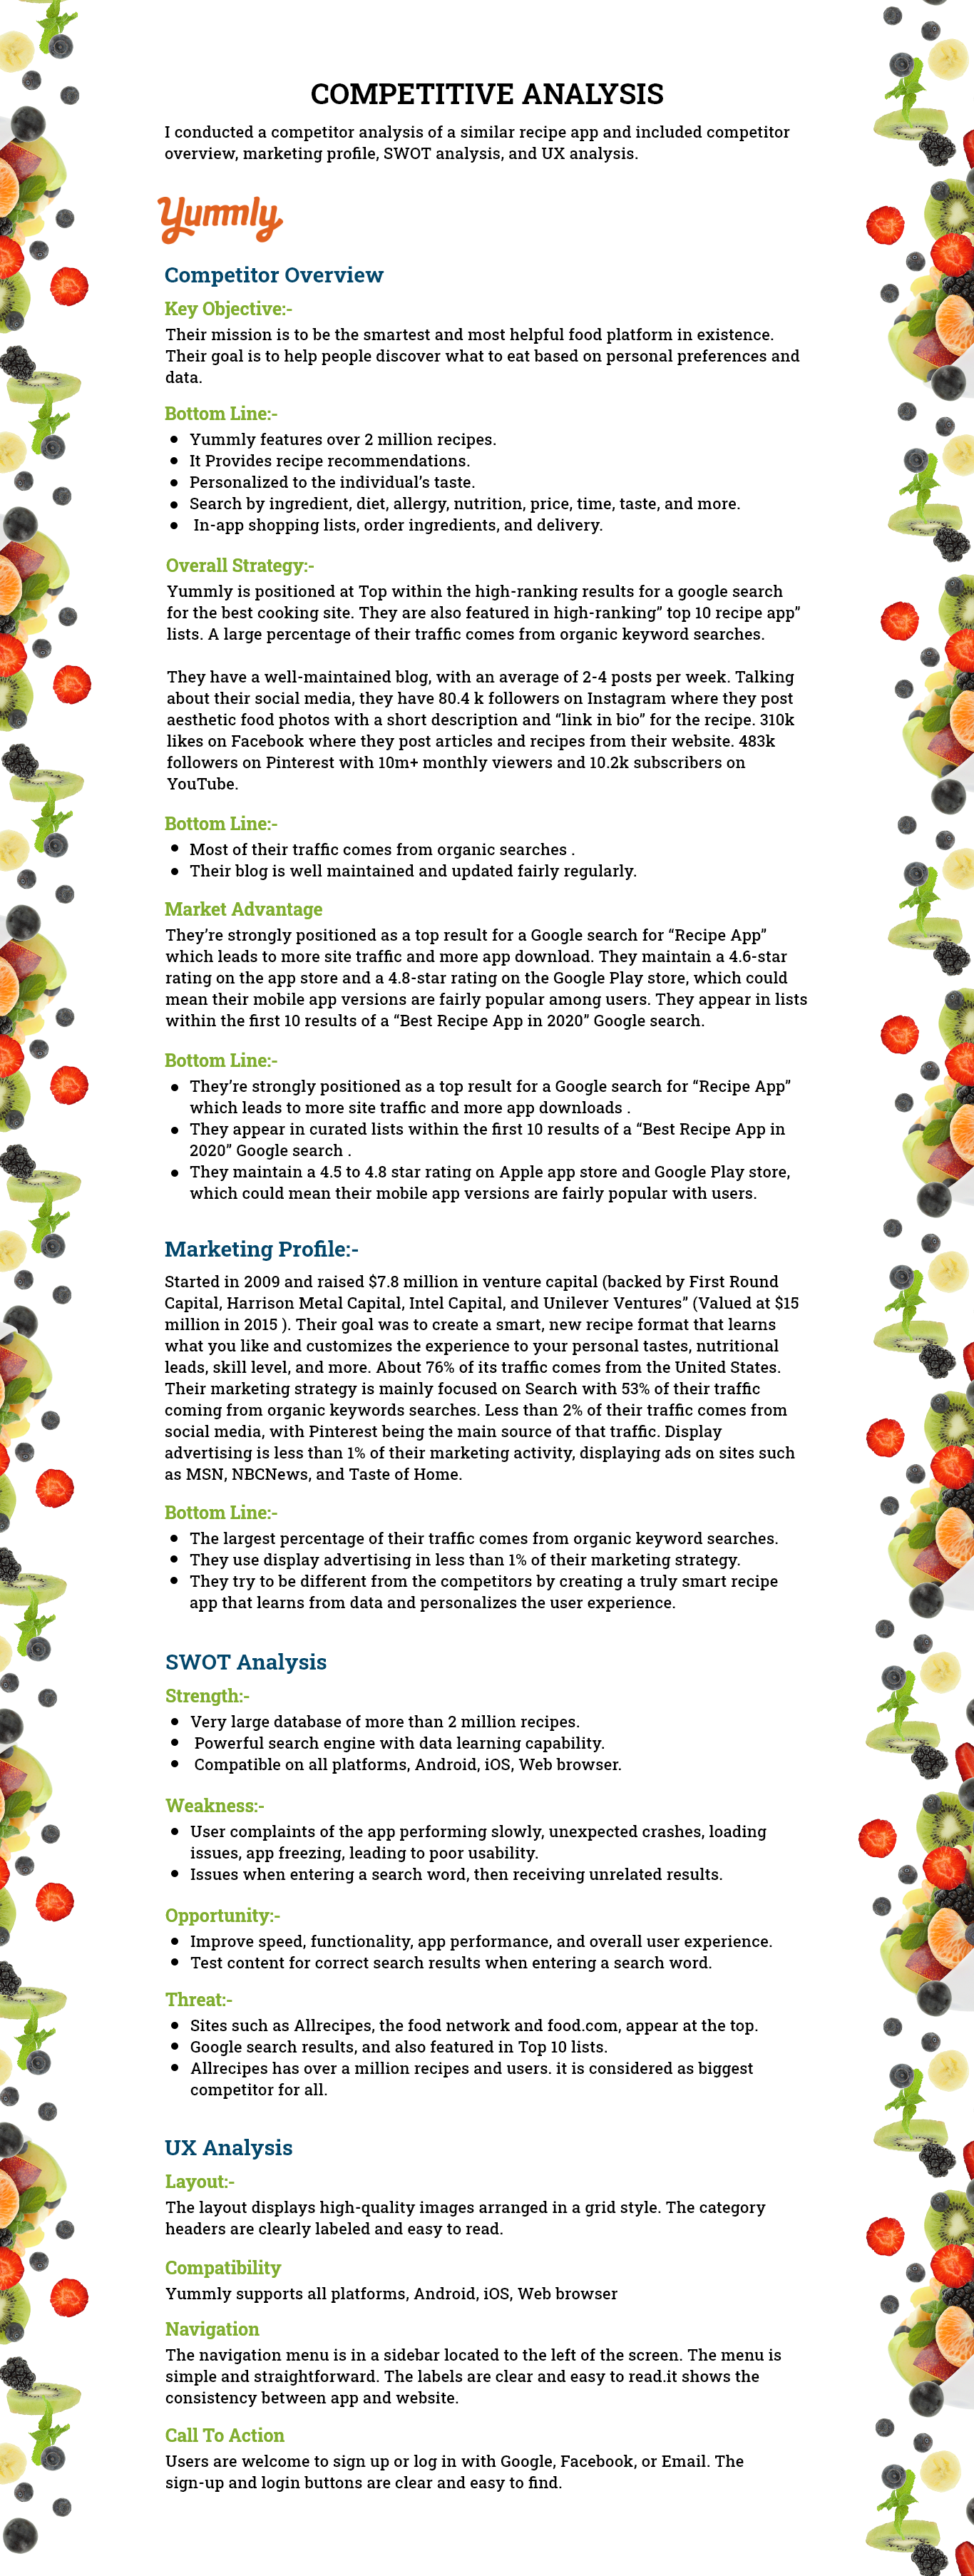 COMPETITIVE ANALYSIS
I conducted a competitor analysis of a similar recipe app and included competitor
overview, marketing profile, SWOT analysis, and UX analysis.
Yummly
Competitor Overview
Key Objective:-
Their mission is to be the smartest and most helpful food platform in existence.
Their goal is to help people discover what to eat based on personal preferences and
data.
Bottom Line:-
● Yummly features over 2 million recipes.
● It Provides recipe recommendations.
● Personalized to the individual's taste.
● Search by ingredient, diet, allergy, nutrition, price, time, taste, and more.
● In-app shopping lists, order ingredients, and delivery.
Overall Strategy:-
Yummly is positioned at Top within the high-ranking results for a google search
for the best cooking site. They are also featured in high-ranking” top 10 recipe app”
lists. A large percentage of their traffic comes from organic keyword searches.
They have a well-maintained blog, with an average of 2-4 posts per week. Talking
about their social media, they have 80.4 k followers on Instagram where they post
aesthetic food photos with a short description and “link in bio” for the recipe. 310k
likes on Facebook where they post articles and recipes from their website. 483k
followers on Pinterest with 10m+ monthly viewers and 10.2k subscribers on
YouTube.
Bottom Line:-
● Most of their traffic comes from organic searches .
● Their blog is well maintained and updated fairly regularly.
Market Advantage
They’re strongly positioned as a top result for a Google search for “Recipe App”
which leads to more site traffic and more app download. They maintain a 4.6-star
rating on the app store and a 4.8-star rating on the Google Play store, which could
mean their mobile app versions are fairly popular among users. They appear in lists
within the first 10 results of a “Best Recipe App in 2020” Google search.
Bottom Line:-
● They’re strongly positioned as a top result for a Google search for “Recipe App”
which leads to more site traffic and more app downloads .
● They appear in curated lists within the first 10 results of a “Best Recipe App in
2020” Google search .
● They maintain a 4.5 to 4.8 star rating on Apple app store and Google Play store,
which could mean their mobile app versions are fairly popular with users.
Marketing Profile:-
Started in 2009 and raised $7.8 million in venture capital (backed by First Round
Capital, Harrison Metal Capital, Intel Capital, and Unilever Ventures” (Valued at $15
million in 2015 ). Their goal was to create a smart, new recipe format that learns
what you like and customizes the experience to your personal tastes, nutritional
leads, skill level, and more. About 76% of its traffic comes from the United States.
Their marketing strategy is mainly focused on Search with 53% of their traffic
coming from organic keywords searches. Less than 2% of their traffic comes from
social media, with Pinterest being the main source of that traffic. Display
advertising is less than 1% of their marketing activity, displaying ads on sites such
as MSN, NBCNews, and Taste of Home.
Bottom Line:-
● The largest percentage of their traffic comes from organic keyword searches.
● They use display advertising in less than 1% of their marketing strategy.
● They try to be different from the competitors by creating a truly smart recipe
app that learns from data and personalizes the user experience.
SWOT Analysis
Strength:-
● Very large database of more than 2 million recipes.
● Powerful search engine with data learning capability.
● Compatible on all platforms, Android, iOS, Web browser.
Weakness:-
● User complaints of the app performing slowly, unexpected crashes, loading
issues, app freezing, leading to poor usability.
● Issues when entering a search word, then receiving unrelated results.
Opportunity:-
● Improve speed, functionality, app performance, and overall user experience.
● Test content for correct search results when entering a search word.
Threat:-
● Sites such as Allrecipes, the food network and food.com, appear at the top.
● Google search results, and also featured in Top 10 lists.
● Allrecipes has over a million recipes and users. it is considered as biggest
competitor for all.
UX Analysis
Layout:-
The layout displays high-quality images arranged in a grid style. The category
headers are clearly labeled and easy to read.
Compatibility
Yummly supports all platforms, Android, iOS, Web browser
Navigation
The navigation menu is in a sidebar located to the left of the screen. The menu is
simple and straightforward. The labels are clear and easy to read.it shows the
consistency between app and website.
Call To Action
Users are welcome to sign up or log in with Google, Facebook, or Email. The
sign-up and login buttons are clear and easy to find.